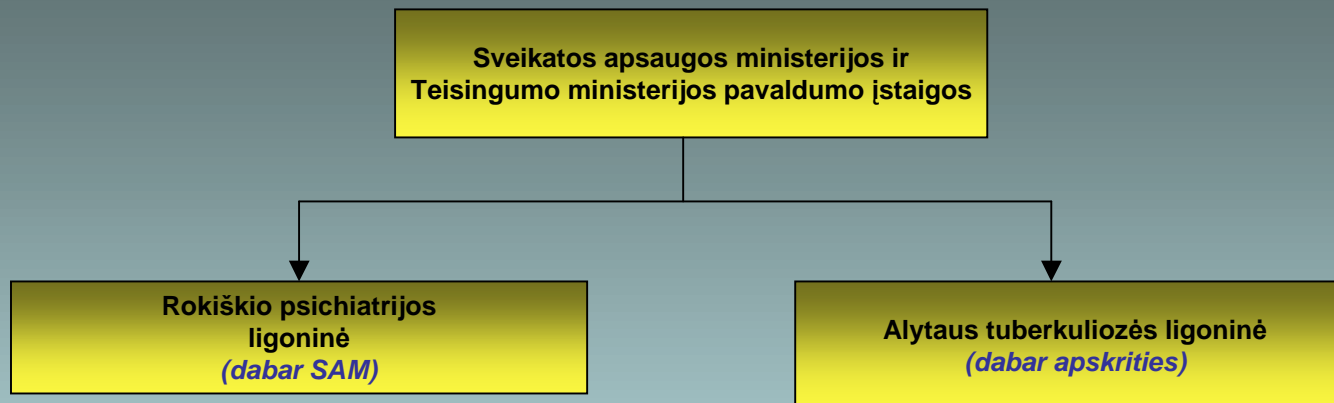 Sveikatos apsaugos ministerijos ir
Teisingumo ministerijos pavaldumo įstaigos
Rokiškio psichiatrijos
ligoninė
(dabar SAM)
Alytaus tuberkuliozės ligoninė
(dabar apskrities)